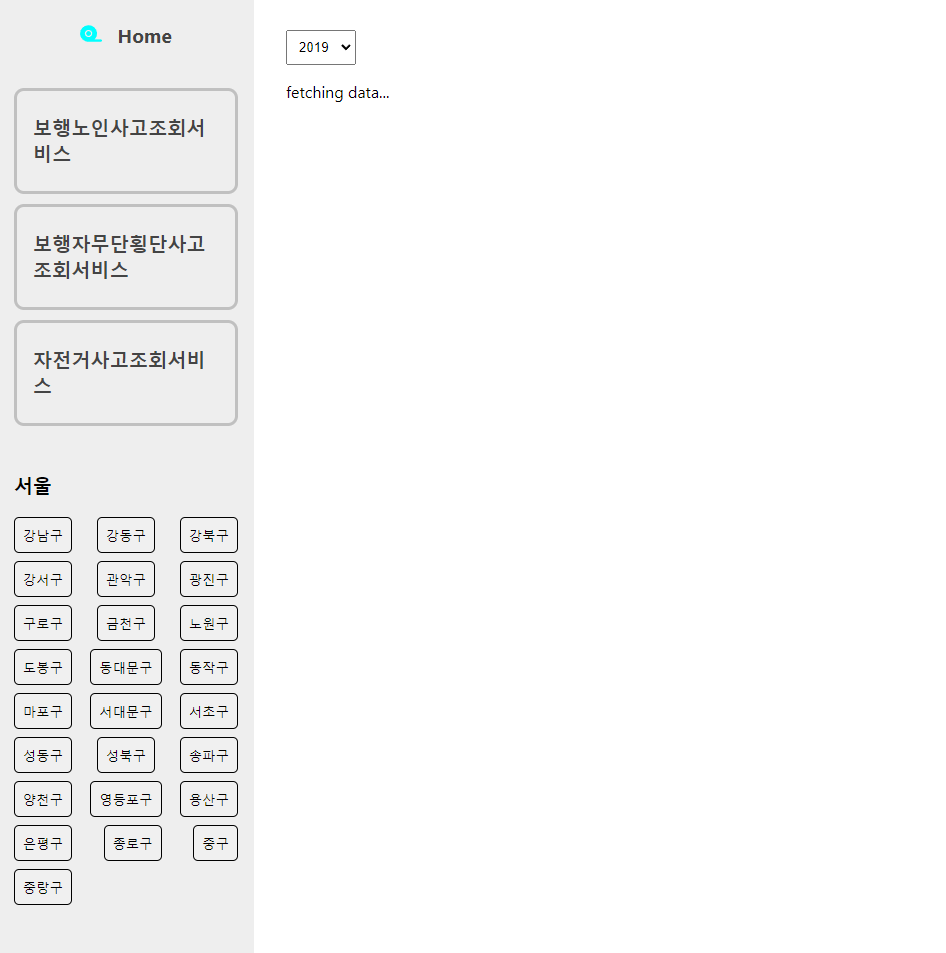 Home
2019
fetching data...
보행노인사고조회서
비스
보행자무단횡단사고
조회서비스
자전거사고조회서비
스
서울
강남구 강동구 강북구
강서구 관악구 광진구
구로구 금천구 노원구
도봉구 동대문구 동작구
마포구 서대문구 서초구
성동구 성북구 송파구
양천구 영등포구 용산구
은평구 종로구 중구
중랑구